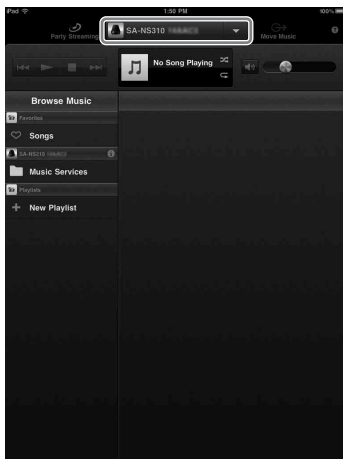 iPad 1:50 PM 100%
Party Streaming SA-NS310 Move Music
No Song Playing
Browse Music
Favorites
Songs
SA-NS310
Music Services
Playlists
New Playlist